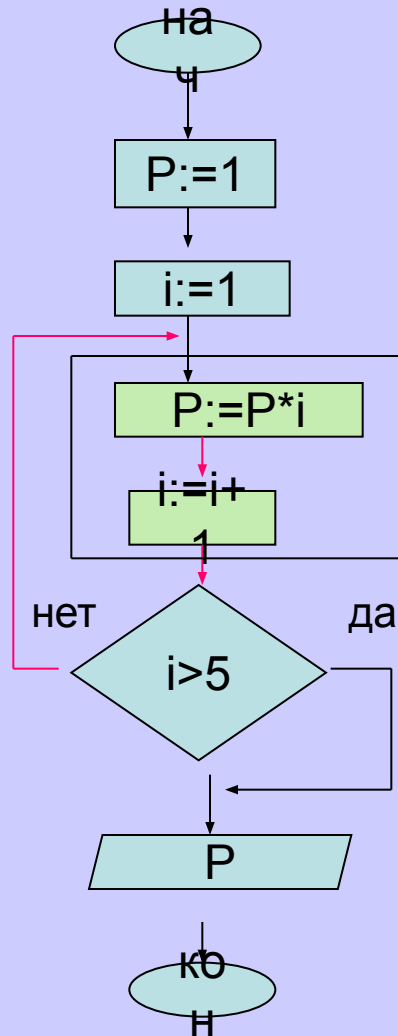 на
ч
P:=1
i:=1
P:=P*i
i:=i+
1
нет
да
i>5
P
ко
н